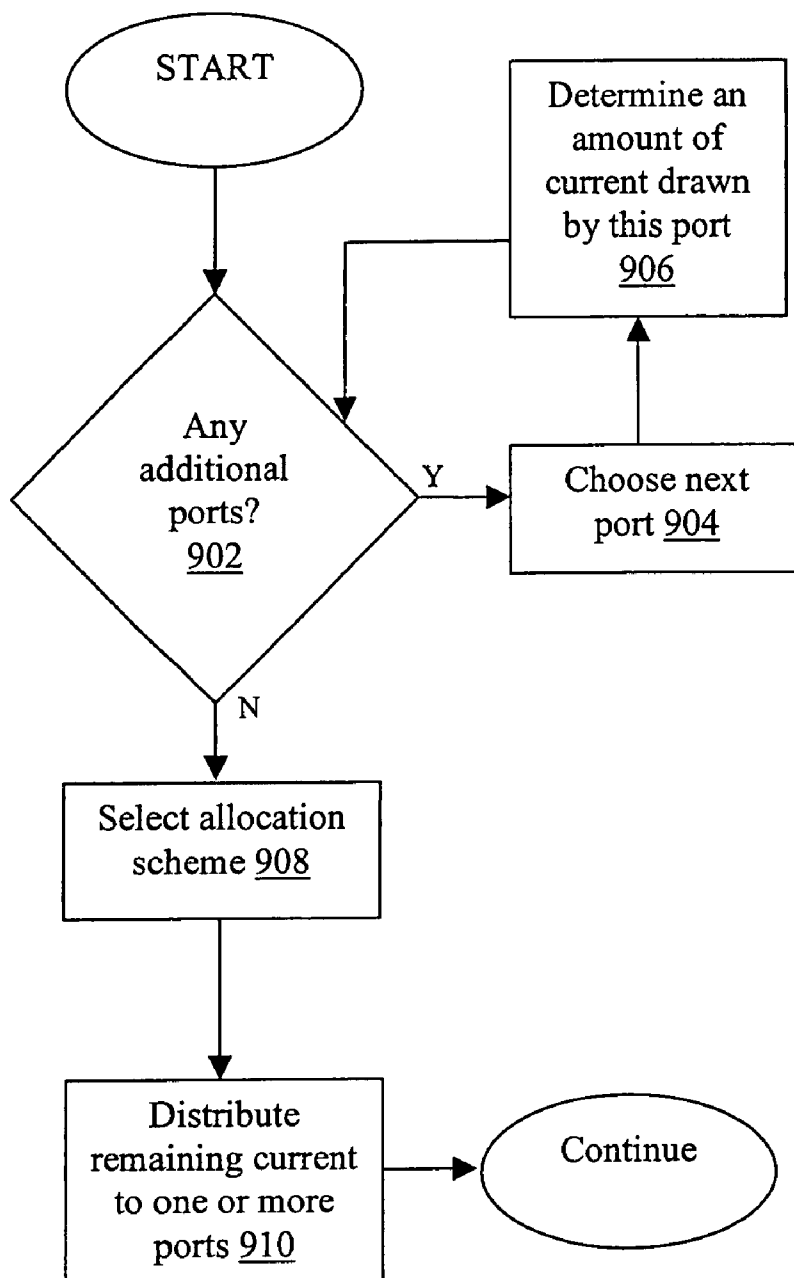 START
Determine an
amount of
current drawn
by this port
906
Any
additional
ports?
902
Y
Choose next
port 904
N
Select allocation
scheme 908
Distribute
remaining current
to one or more
ports 910
Continue